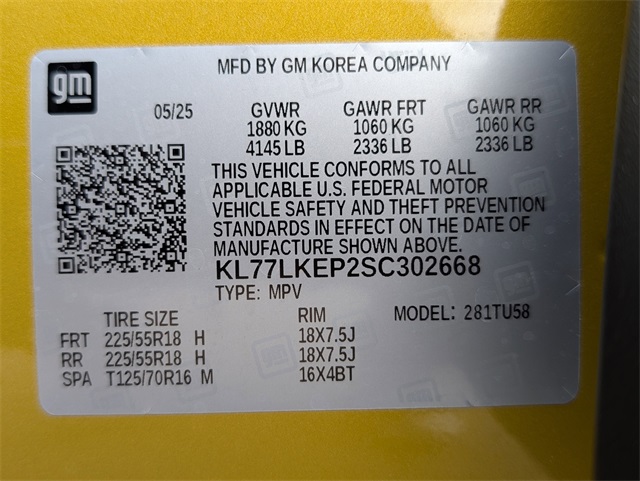 gm
MFD BY GM KOREA COMPANY
05/25 GVWR GAWR FRT GAWR RR
1880 KG 1060 KG 1060 KG
4145 LB 2336 LB 2336 LB
THIS VEHICLE CONFORMS TO ALL
APPLICABLE U.S. FEDERAL MOTOR
VEHICLE SAFETY AND THEFT PREVENTION
STANDARDS IN EFFECT ON THE DATE OF
MANUFACTURE SHOWN ABOVE.
KL77LKEP2SC302668
TYPE: MPV
TIRE SIZE RIM MODEL: 281TU58
FRT 225/55R18 H 18X7.5J
RR 225/55R18 H 18X7.5J
SPA T125/70R16 M 16X4BT